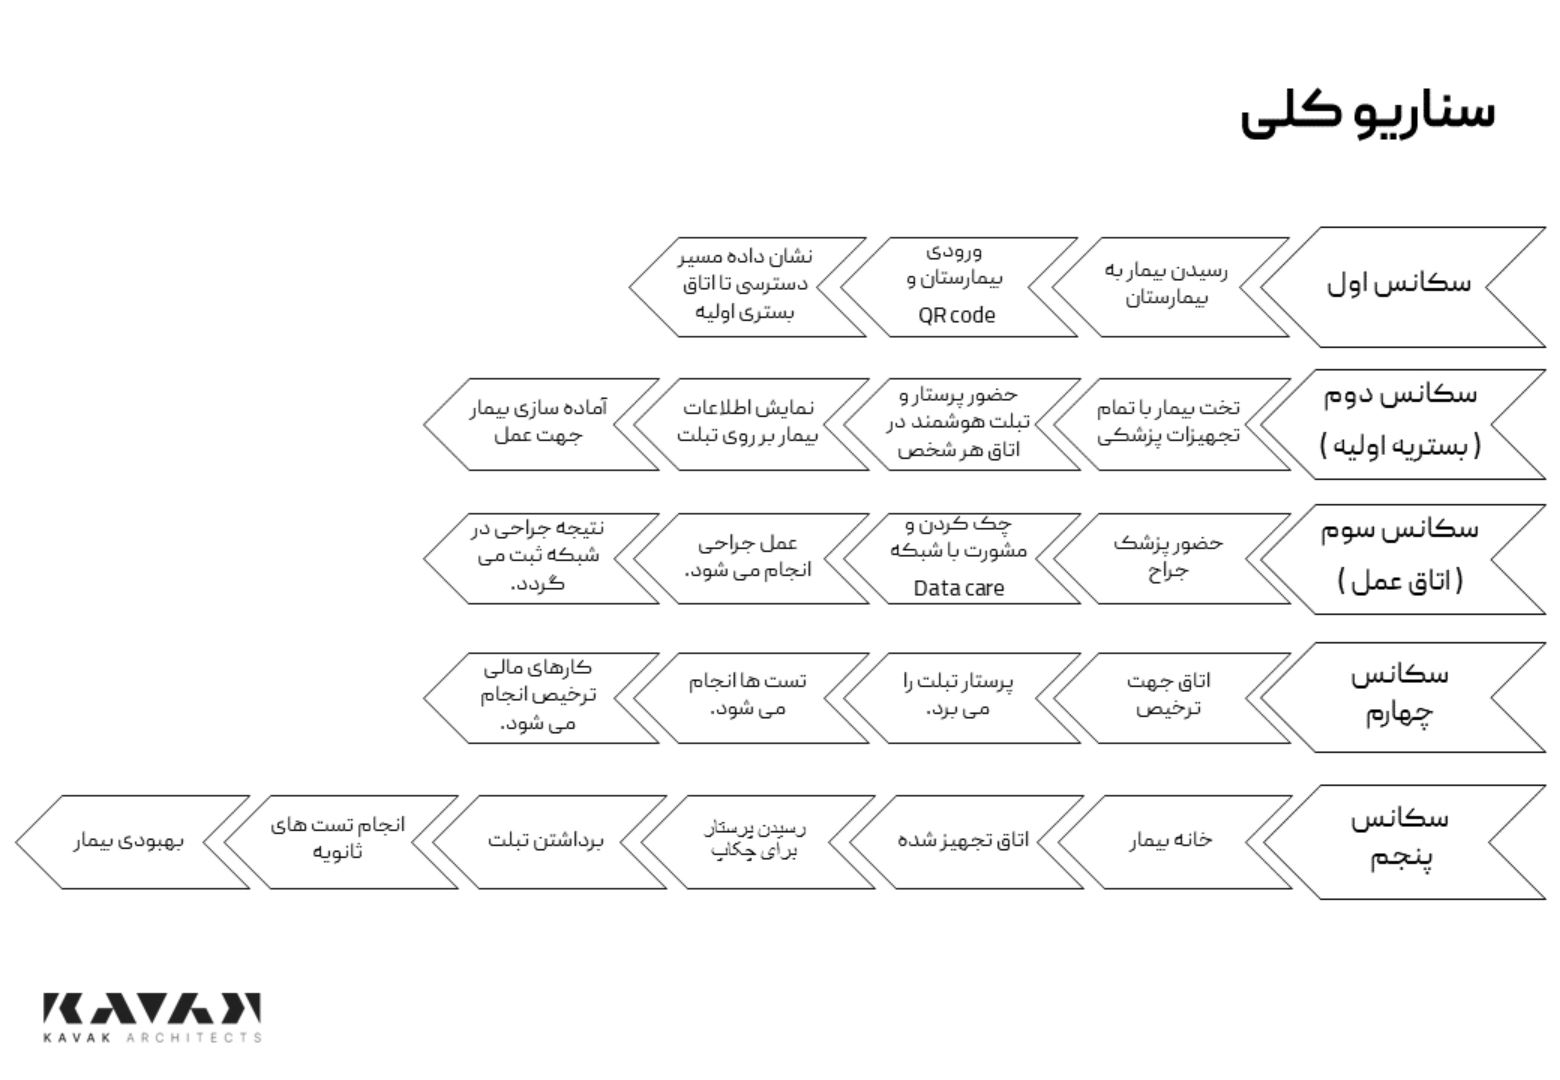 سناریو کلی
سکانس اول
رسیدن بیمار به
بیمارستان
ورودی
بیمارستان و
QR code
نشان داده مسیر
دسترسی تا اتاق
بستری اولیه
سکانس دوم
( بستریه اولیه )
تخت بیمار با تمام
تجهیزات پزشکی
حضور پرستار و
تبلت هوشمند در
اتاق هر شخص
نمایش اطلاعات
بیمار بر روی تبلت
آماده سازی بیمار
جهت عمل
سکانس سوم
( اتاق عمل )
حضور پزشک
جراح
چک کردن و
مشورت با شبکه
Data care
عمل جراحی
انجام می شود.
نتیجه جراحی در
شبکه ثبت می
گردد.
سکانس
چهارم
اتاق جهت
ترخیص
پرستار تبلت را
می برد.
تست ها انجام
می شود.
کارهای مالی
ترخیص انجام
می شود.
سکانس
پنجم
خانه بیمار
اتاق تجهیز شده
رسیدن پرستار
برای چکاپ
برداشتن تبلت
انجام تست های
ثانویه
بهبودی بیمار
KAVAK
KAVAK ARCHITECTS